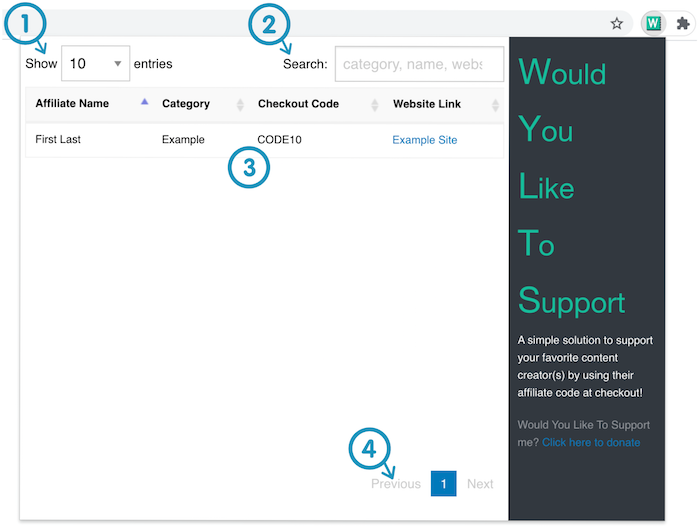 1
2
W
Show 10 entries
Search: category, name, webs
Affiliate Name Category Checkout Code Website Link
First Last Example CODE10 Example Site
3
4
Previous 1 Next
Would
You
Like
To
Support
A simple solution to support
your favorite content
creator(s) by using their
affiliate code at checkout!
Would You Like To Support
me? Click here to donate